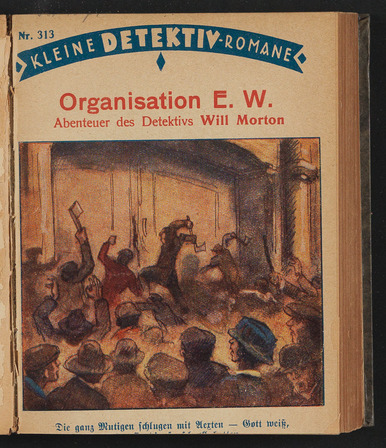 Nr. 313
KLEINE DETEKTIV-ROMANE
Organisation E. W.
Abenteuer des Detektivs Will Morton
Die ganz Mutigen schlugen mit Aexten — Gott weiß,